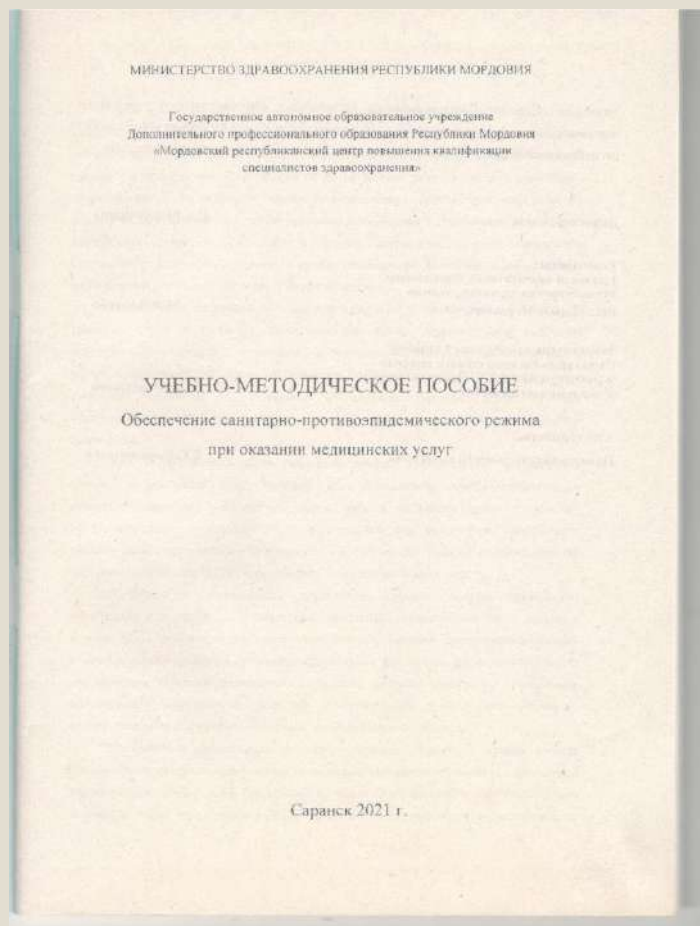 МИНИСТЕРСТВО ЗДРАВООХРАНЕНИЯ РЕСПУБЛИКИ МОРДОВИЯ
Государственное автономное образовательное учреждение
Дополнительного профессионального образования Республики Мордовия
«Мордовский республиканский центр повышения квалификации
специалистов здравоохранения»
УЧЕБНО-МЕТОДИЧЕСКОЕ ПОСОБИЕ
Обеспечение санитарно-противоэпидемического режима
при оказании медицинских услуг
Саранск 2021 г.